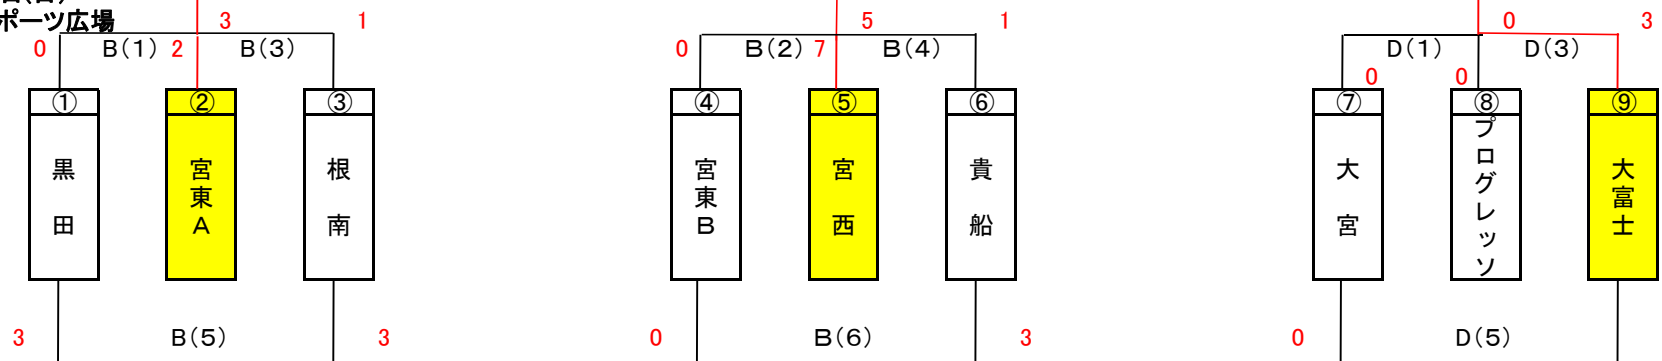 ポーツ広場
3 1 5 1 0 3
0 B(1) 2 B(3) 0 B(2) 7 B(4) D(1) D(3)
0 0
① ② ③ ④ ⑤ ⑥ ⑦ ⑧ ⑨
黒田
宮東A
根南
宮東B
宮西
貴船
大宮
プログレッソ
大富士
3 B(5) 3 0 B(6) 3 0 D(5)